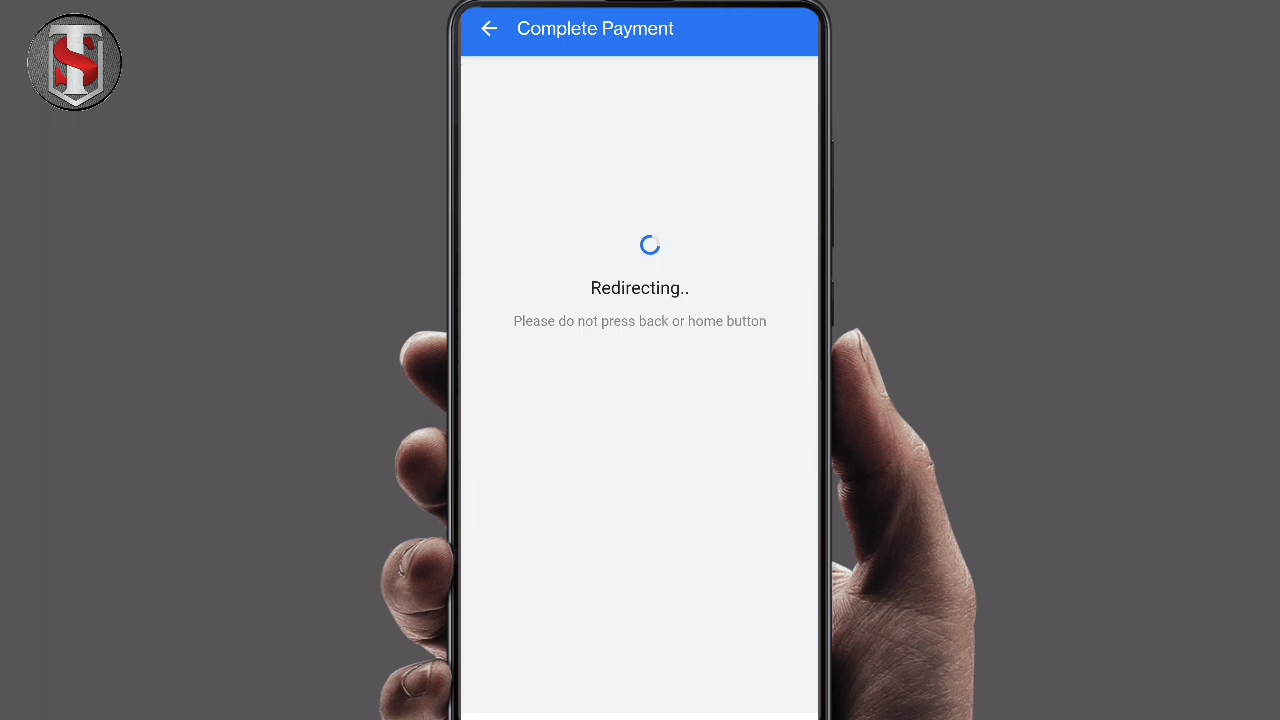 Complete Payment
Redirecting..
Please do not press back or home button